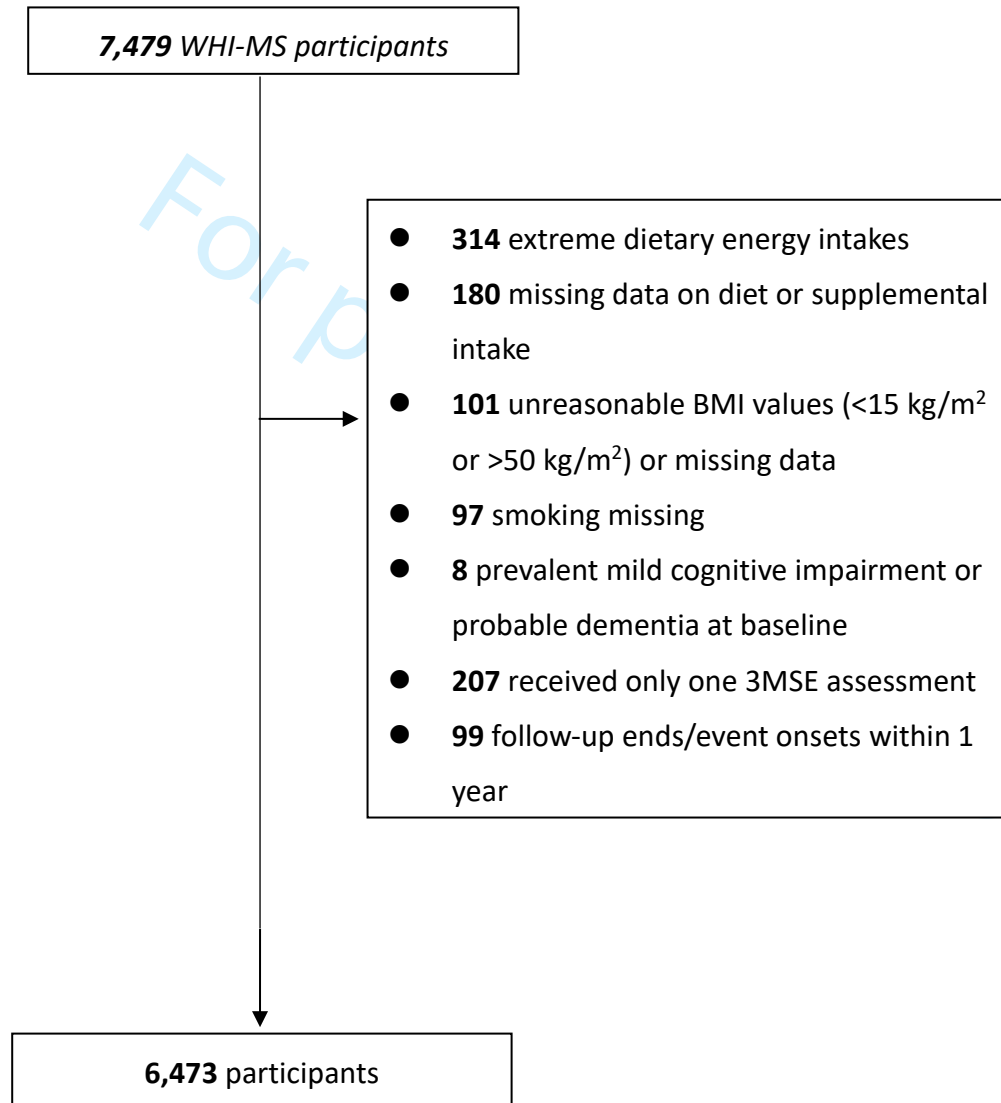 7,479 WHI-MS participants
For p
● 314 extreme dietary energy intakes
● 180 missing data on diet or supplemental
intake
● 101 unreasonable BMI values (<15 kg/m²
or >50 kg/m²) or missing data
● 97 smoking missing
● 8 prevalent mild cognitive impairment or
probable dementia at baseline
● 207 received only one 3MSE assessment
● 99 follow-up ends/event onsets within 1
year
6,473 participants